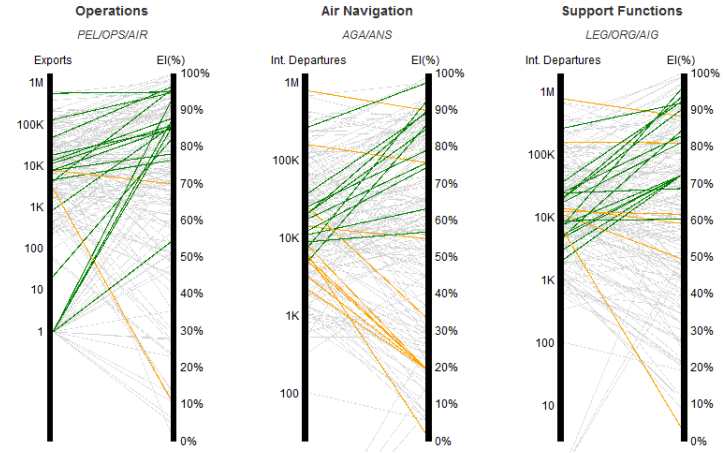 Operations
PEL/OPS/AIR
Exports EI(%)
1M
100K
10K
1K
100
10
1
100%
90%
80%
70%
60%
50%
40%
30%
20%
10%
0%
Air Navigation
AGA/ANS
Int. Departures EI(%)
1M
100K
10K
1K
100
100%
90%
80%
70%
60%
50%
40%
30%
20%
10%
0%
Support Functions
LEG/ORG/AIG
Int. Departures EI(%)
1M
100K
10K
1K
100
10
100%
90%
80%
70%
60%
50%
40%
30%
20%
10%
0%